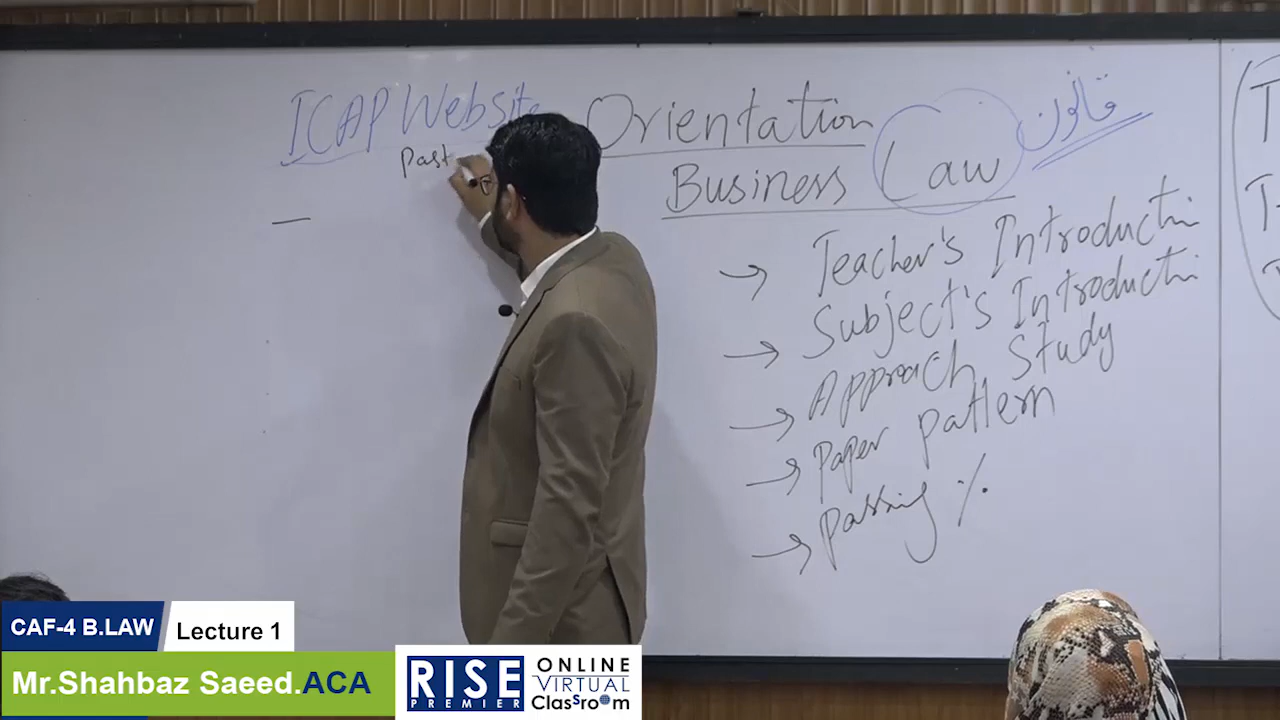 ICAP Website
Past
Orientation
Business Law قانون
→ Teacher's Introducti
→ Subject's Introducti
→ Approach Study
→ Paper pattern
→ Passing %
CAF-4 B.LAW
Lecture 1
Mr.Shahbaz Saeed.ACA
RISE
PREMIER
ONLINE
VIRTUAL
Classroom